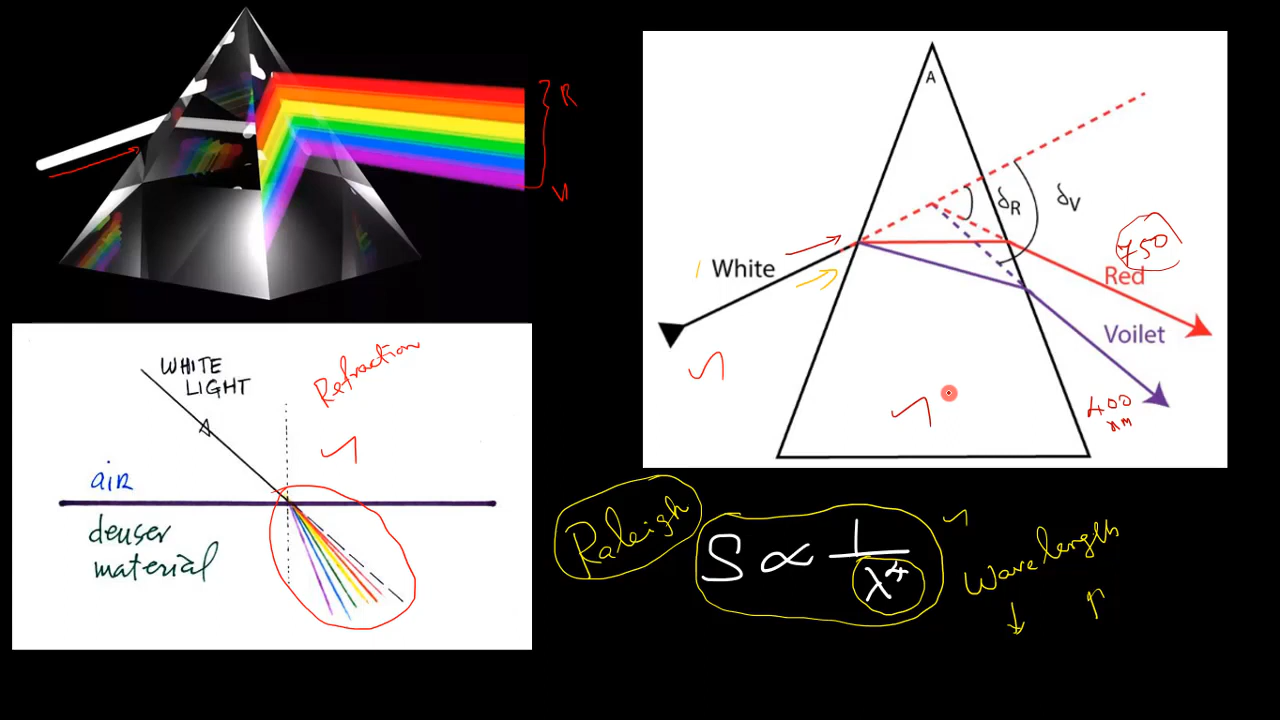 R
V
WHITE
LIGHT
Refraction
air
denser
material
A
δR
δV
White
750
Red
Voilet
400
nm
Raleigh
S ∝ 1/λ⁴
Wavelength
↓ ↑